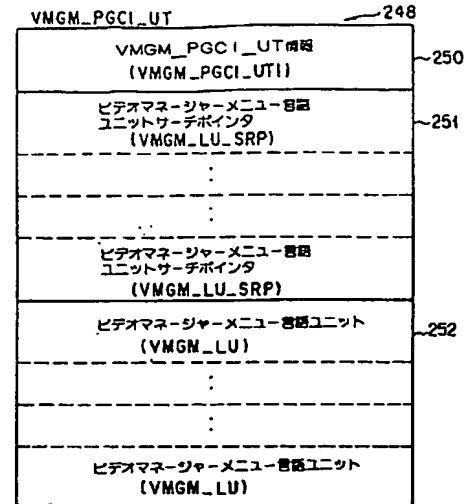 VMGM_PGCI_UT
248
VMGM_PGCI_UT情報
(VMGM_PGCI_UTI)
250
ビデオマネージャーメニュー言語
ユニットサーチポインタ
(VMGM_LU_SRP)
251
ビデオマネージャーメニュー言語
ユニットサーチポインタ
(VMGM_LU_SRP)
ビデオマネージャーメニュー言語ユニット
(VMGM_LU)
252
ビデオマネージャーメニュー言語ユニット
(VMGM_LU)